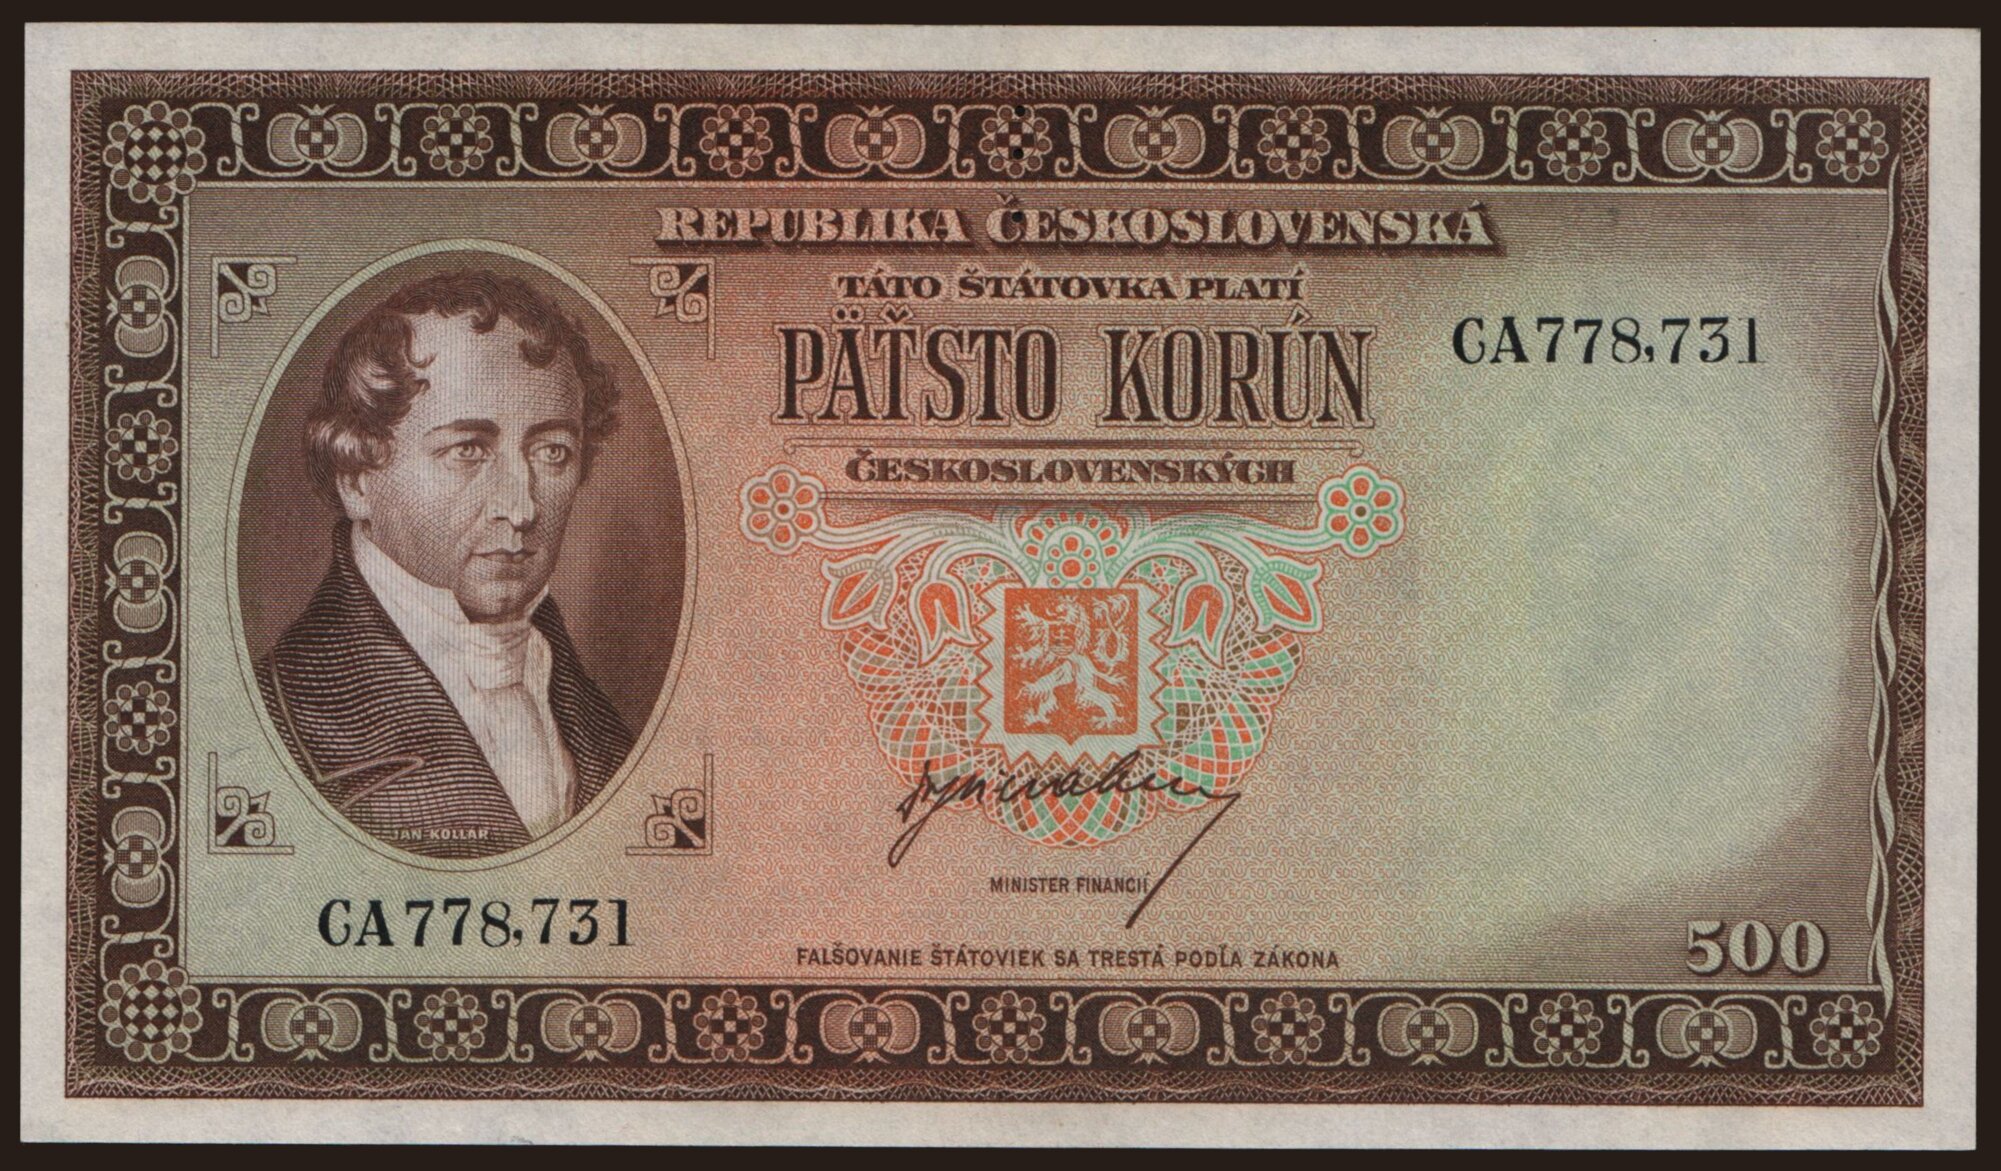 REPUBLIKA ČESKOSLOVENSKÁ
TÁTO ŠTÁTOVKA PLATÍ
PÄŤSTO KORÚN
ČESKOSLOVENSKÝCH
CA778,731
JAN KOLLÁR
MINISTER FINANCIÍ
CA778,731
FALŠOVANIE ŠTÁTOVIEK SA TRESTÁ PODĽA ZÁKONA
500